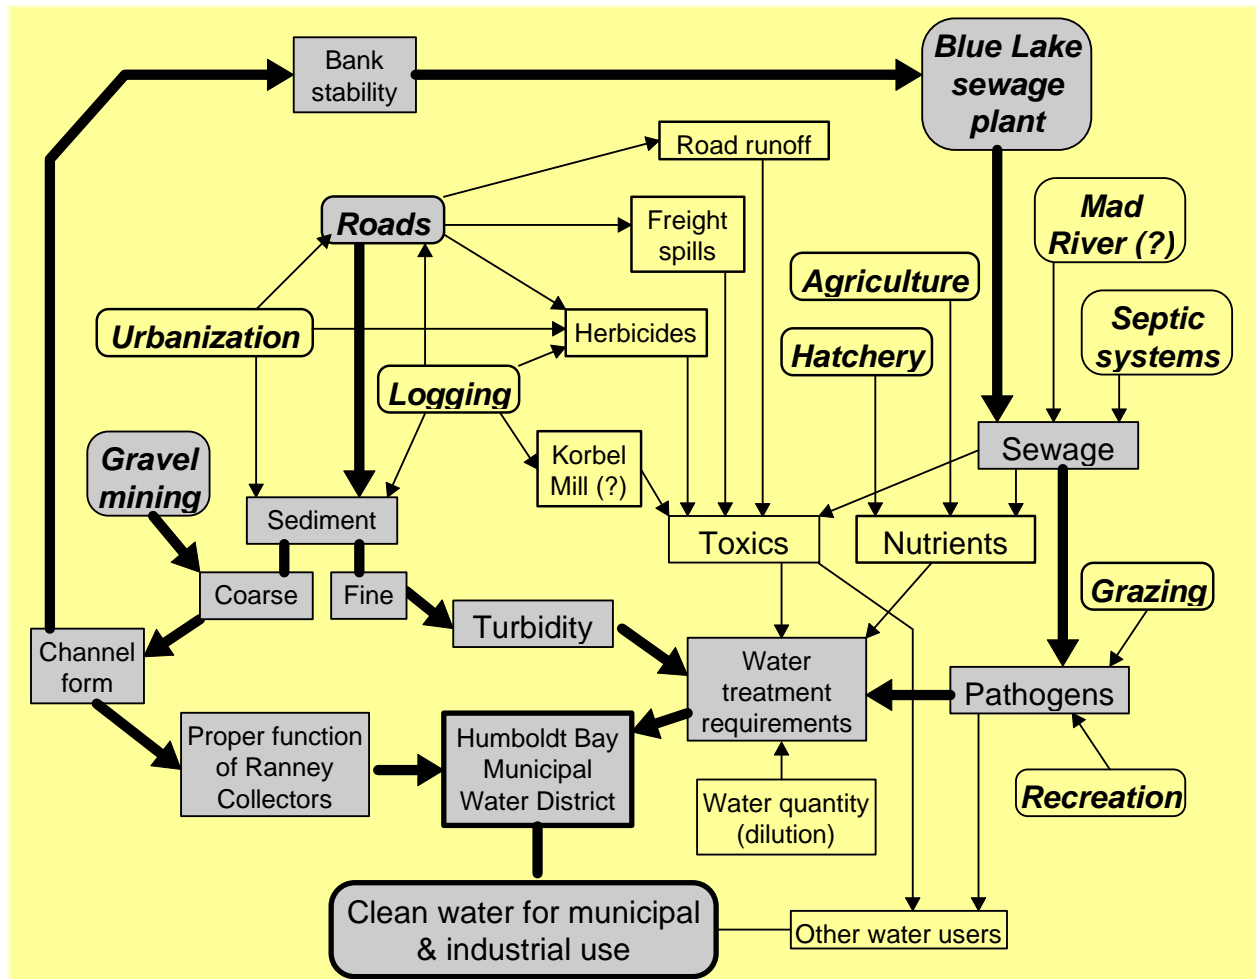 Bank
stability
Blue Lake
sewage
plant
Road runoff
Roads
Freight
spills
Mad
River (?)
Agriculture
Urbanization
Herbicides
Hatchery
Septic
systems
Logging
Gravel
mining
Korbel
Mill (?)
Sewage
Sediment
Toxics
Nutrients
Coarse
Fine
Turbidity
Grazing
Channel
form
Water
treatment
requirements
Pathogens
Proper function
of Ranney
Collectors
Humboldt Bay
Municipal
Water District
Water quantity
(dilution)
Recreation
Clean water for municipal
& industrial use
Other water users